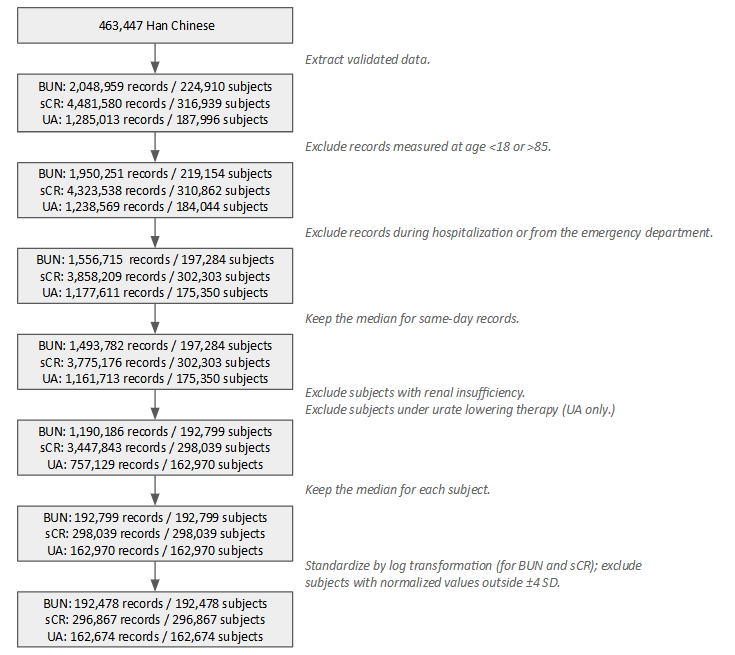 463,447 Han Chinese
Extract validated data.
BUN: 2,048,959 records / 224,910 subjects
sCR: 4,481,580 records / 316,939 subjects
UA: 1,285,013 records / 187,996 subjects
Exclude records measured at age <18 or >85.
BUN: 1,950,251 records / 219,154 subjects
sCR: 4,323,538 records / 310,862 subjects
UA: 1,238,569 records / 184,044 subjects
Exclude records during hospitalization or from the emergency department.
BUN: 1,556,715 records / 197,284 subjects
sCR: 3,858,209 records / 302,303 subjects
UA: 1,177,611 records / 175,350 subjects
Keep the median for same-day records.
BUN: 1,493,782 records / 197,284 subjects
sCR: 3,775,176 records / 302,303 subjects
UA: 1,161,713 records / 175,350 subjects
Exclude subjects with renal insufficiency.
Exclude subjects under urate lowering therapy (UA only.)
BUN: 1,190,186 records / 192,799 subjects
sCR: 3,447,843 records / 298,039 subjects
UA: 757,129 records / 162,970 subjects
Keep the median for each subject.
BUN: 192,799 records / 192,799 subjects
sCR: 298,039 records / 298,039 subjects
UA: 162,970 records / 162,970 subjects
Standardize by log transformation (for BUN and sCR); exclude
subjects with normalized values outside ±4 SD.
BUN: 192,478 records / 192,478 subjects
sCR: 296,867 records / 296,867 subjects
UA: 162,674 records / 162,674 subjects